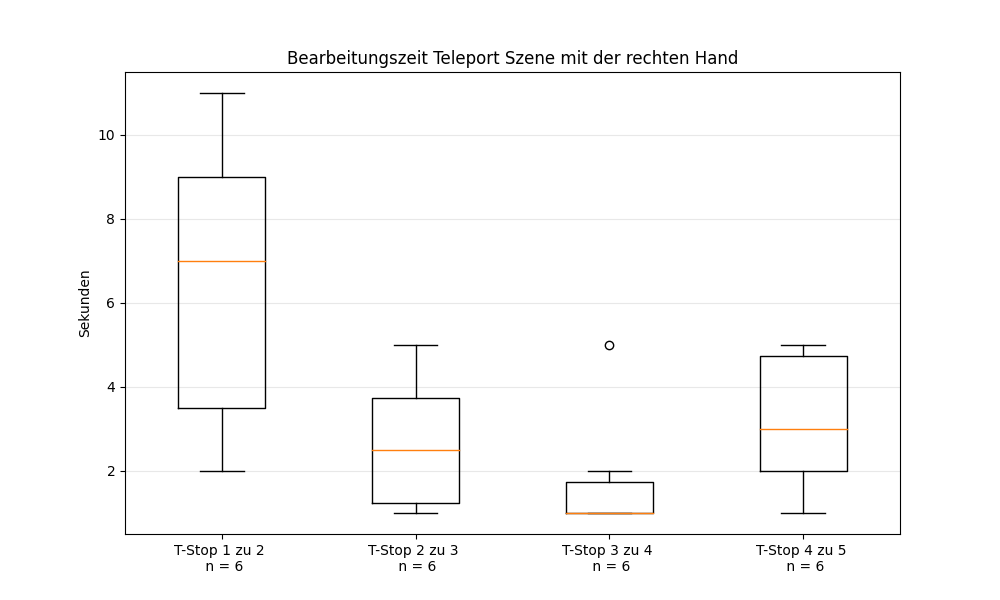 Bearbeitungszeit Teleport Szene mit der rechten Hand
Sekunden
10
8
6
4
2
T-Stop 1 zu 2
n = 6
T-Stop 2 zu 3
n = 6
T-Stop 3 zu 4
n = 6
T-Stop 4 zu 5
n = 6